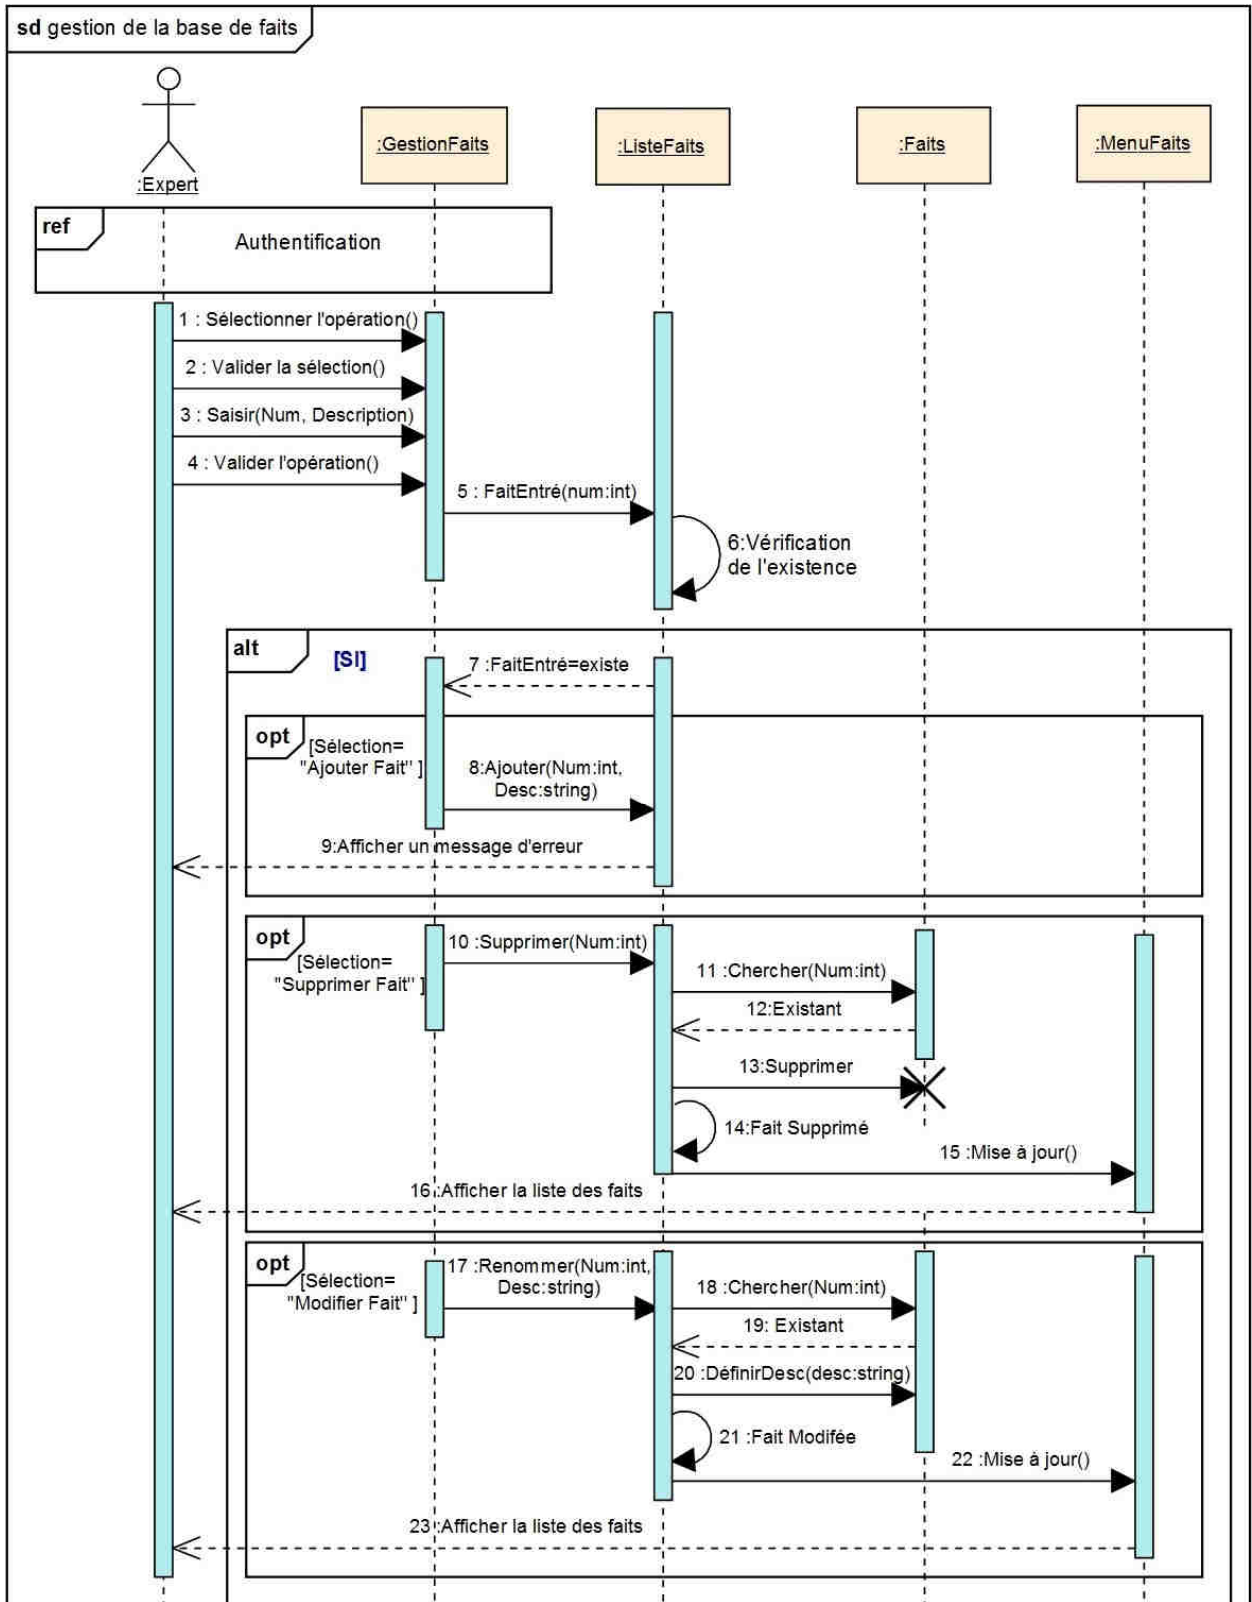 sd gestion de la base de faits
:Expert
:GestionFaits
:ListeFaits
:Faits
:MenuFaits
ref
Authentification
1 : Sélectionner l'opération()
2 : Valider la sélection()
3 : Saisir(Num, Description)
4 : Valider l'opération()
5 : FaitEntré(num:int)
6:Vérification
de l'existence
alt
[SI]
7 :FaitEntré=existe
opt
[Sélection=
"Ajouter Fait" ]
8:Ajouter(Num:int,
Desc:string)
9:Afficher un message d'erreur
opt
[Sélection=
"Supprimer Fait" ]
10 :Supprimer(Num:int)
11 :Chercher(Num:int)
12:Existant
13:Supprimer
14:Fait Supprimé
15 :Mise à jour()
16 :Afficher la liste des faits
opt
[Sélection=
"Modifier Fait" ]
17 :Renommer(Num:int,
Desc:string)
18 :Chercher(Num:int)
19: Existant
20 :DéfinirDesc(desc:string)
21 :Fait Modifée
22 :Mise à jour()
23 :Afficher la liste des faits